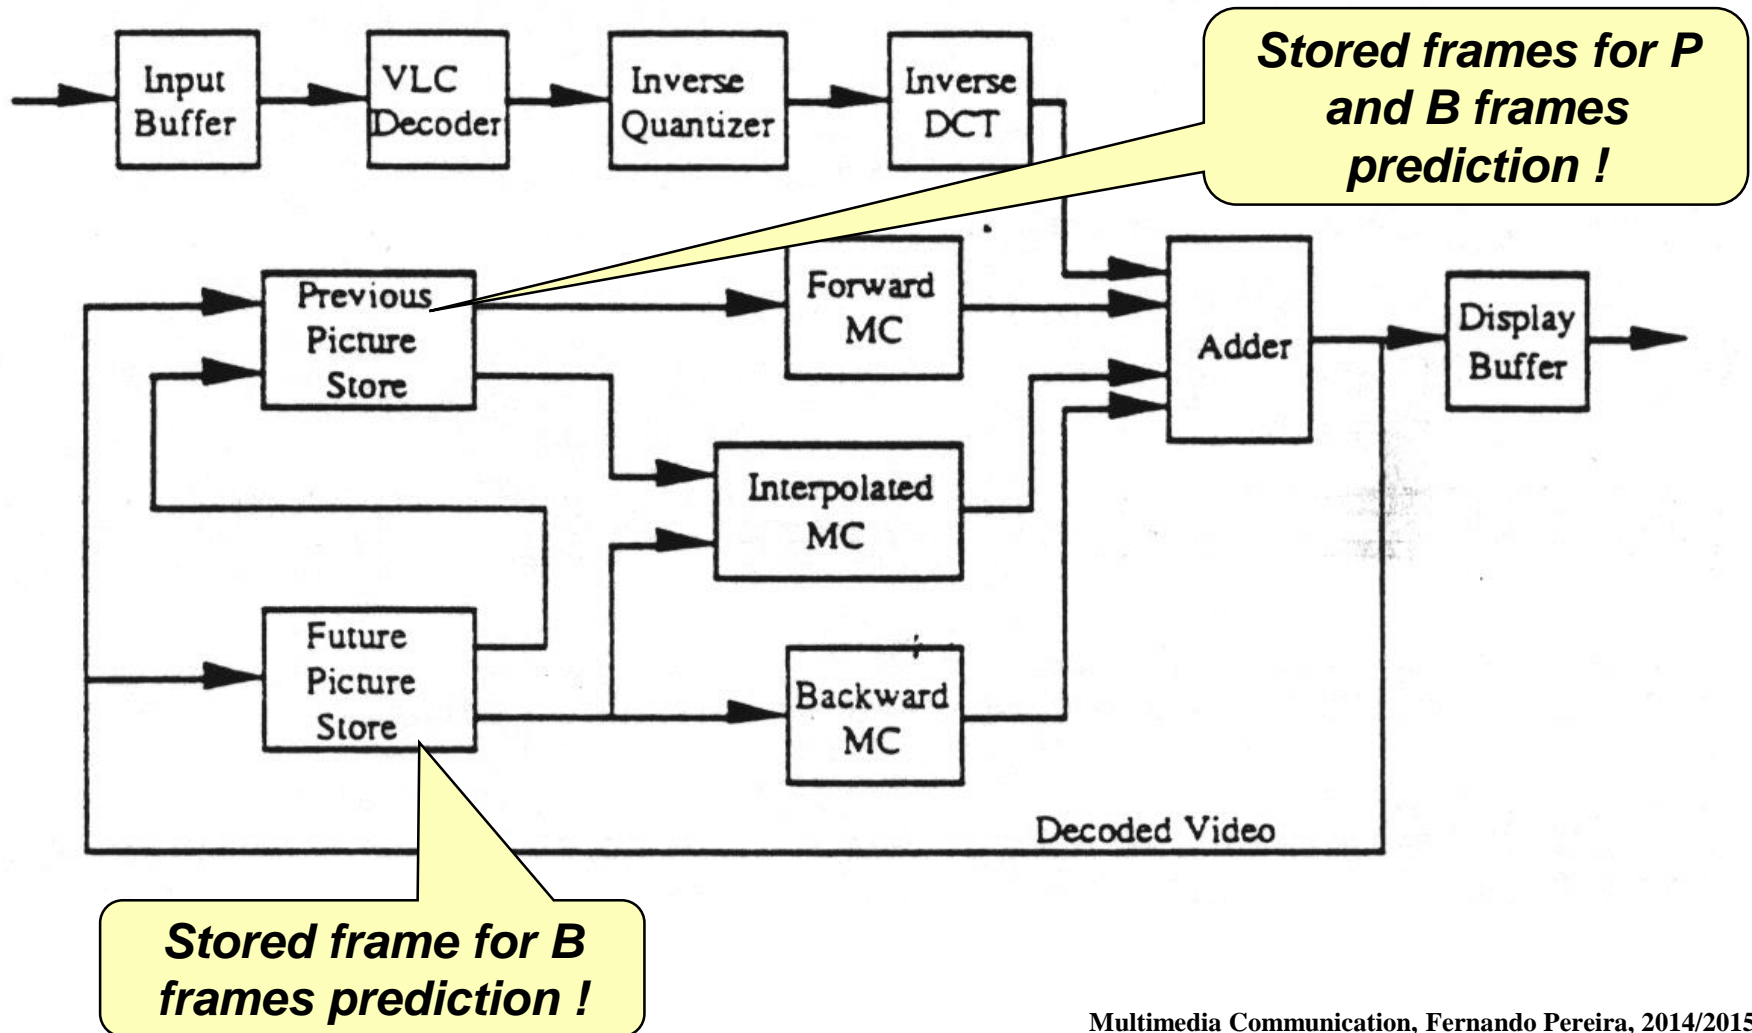 Input
Buffer
VLC
Decoder
Inverse
Quantizer
Inverse
DCT
Stored frames for P
and B frames
prediction !
Previous
Picture
Store
Forward
MC
Adder
Display
Buffer
Interpolated
MC
Future
Picture
Store
Backward
MC
Decoded Video
Stored frame for B
frames prediction !
Multimedia Communication, Fernando Pereira, 2014/2015